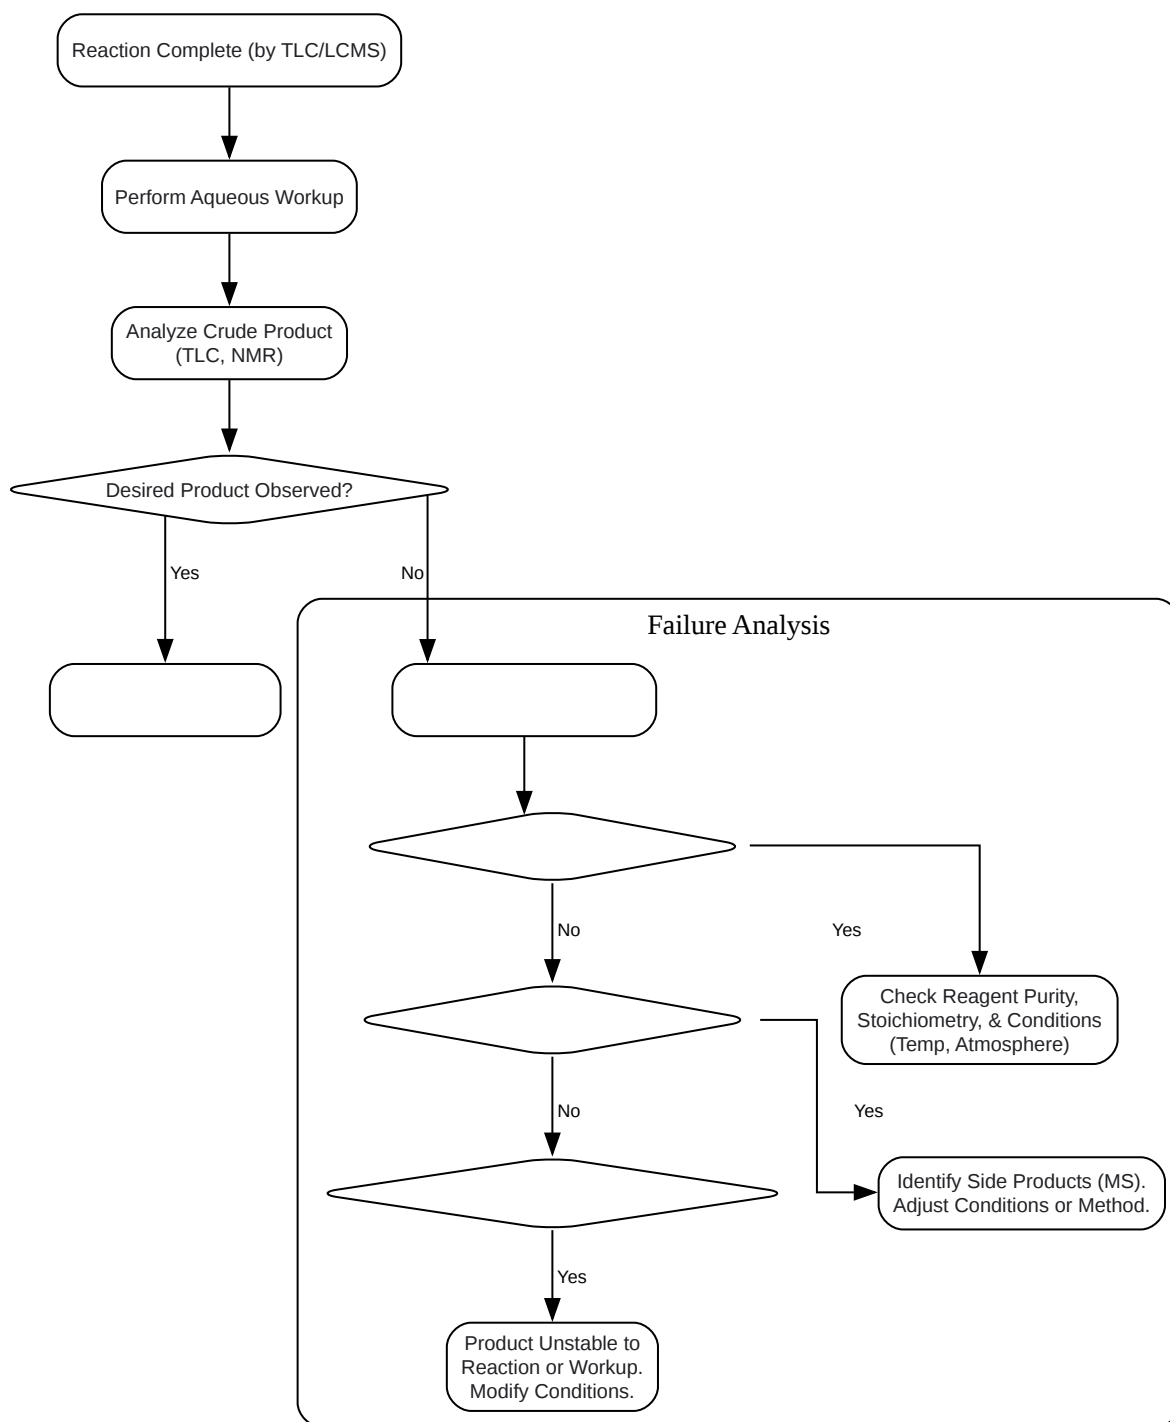 Reaction Complete (by TLC/LCMS)
Perform Aqueous Workup
Analyze Crude Product
(TLC, NMR)
Desired Product Observed?
Yes
No
Failure Analysis
No
Yes
Check Reagent Purity,
Stoichiometry, & Conditions
(Temp, Atmosphere)
No
Yes
Identify Side Products (MS).
Adjust Conditions or Method.
Yes
Product Unstable to
Reaction or Workup.
Modify Conditions.